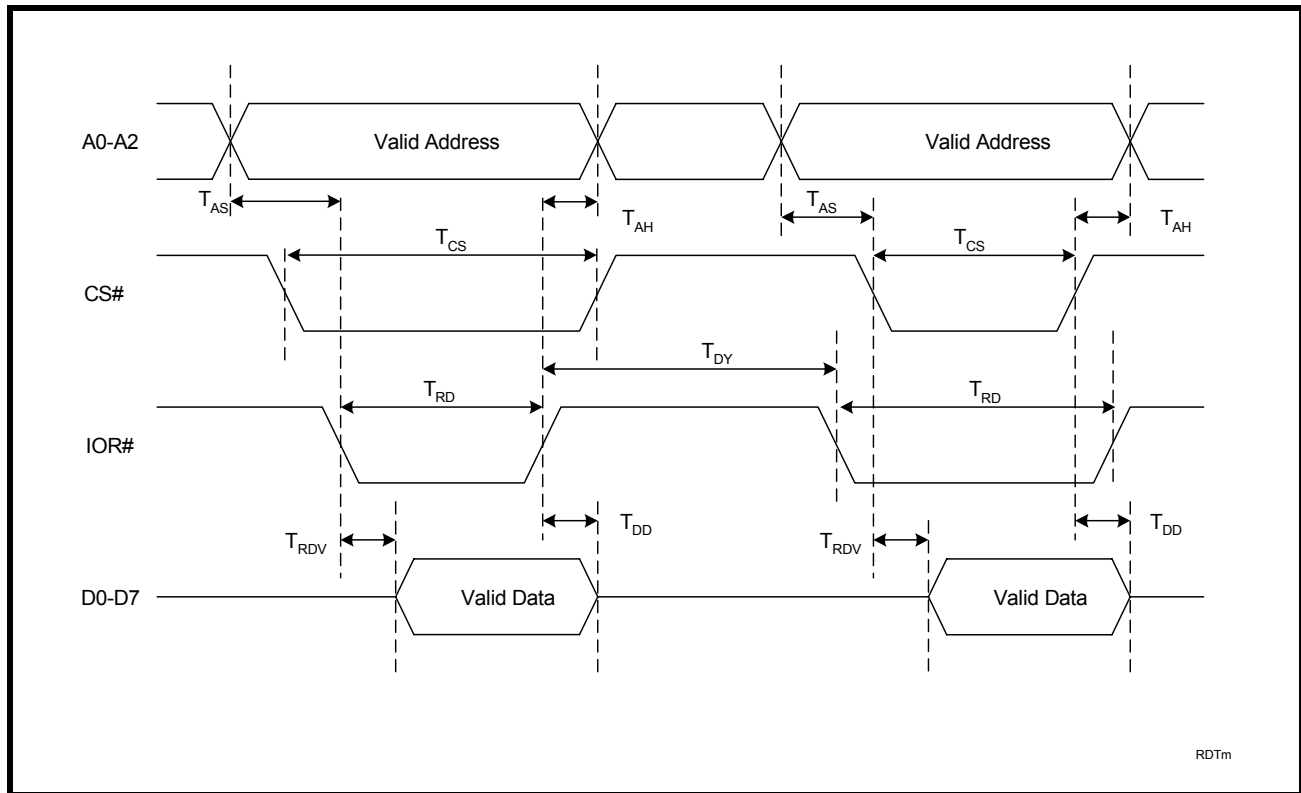 A0-A2
Valid Address
Valid Address
TAS
TAH
TAS
TAH
TCS
TCS
CS#
TDY
TRD
TRD
IOR#
TRDV
TDD
TRDV
TDD
D0-D7
Valid Data
Valid Data
RDTm